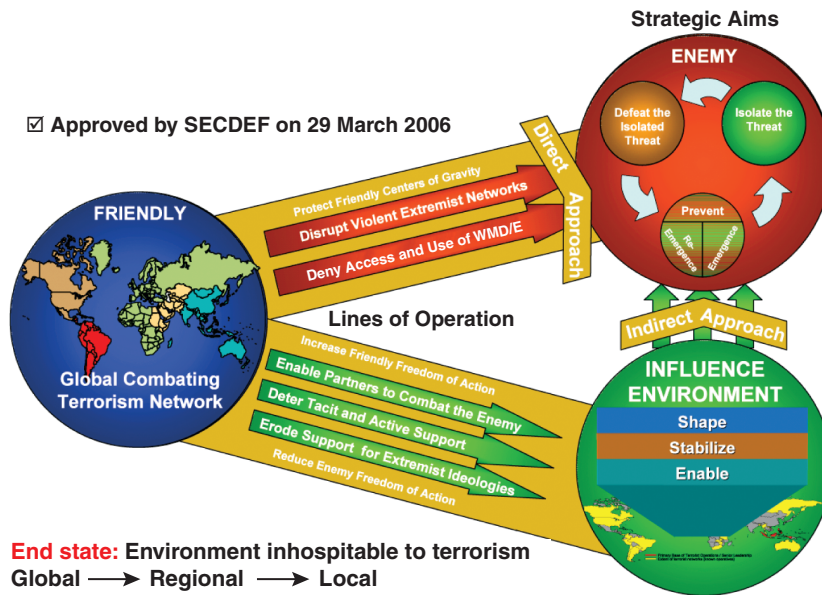 Strategic Aims
ENEMY
Defeat the
Isolated
Threat
Isolate the
Threat
Prevent
Re-
Emergence
Emergence
☑ Approved by SECDEF on 29 March 2006
Direct
Approach
Protect Friendly Centers of Gravity
Disrupt Violent Extremist Networks
Deny Access and Use of WMD/E
FRIENDLY
Global Combating
Terrorism Network
Lines of Operation
Increase Friendly Freedom of Action
Enable Partners to Combat the Enemy
Deter Tacit and Active Support
Erode Support for Extremist Ideologies
Reduce Enemy Freedom of Action
Indirect Approach
INFLUENCE
ENVIRONMENT
Shape
Stabilize
Enable
End state: Environment inhospitable to terrorism
Global → Regional → Local